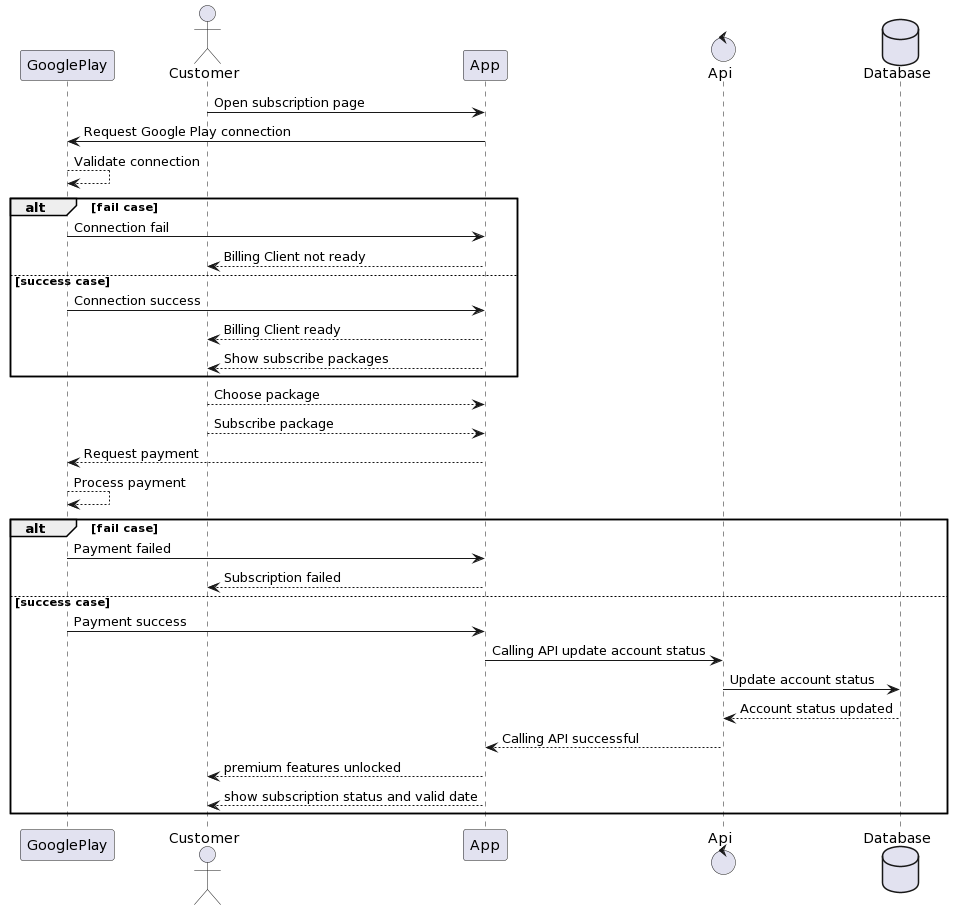 GooglePlay
Customer
App
Api
Database
Open subscription page
Request Google Play connection
Validate connection
alt [fail case]
Connection fail
Billing Client not ready
[success case]
Connection success
Billing Client ready
Show subscribe packages
Choose package
Subscribe package
Request payment
Process payment
alt [fail case]
Payment failed
Subscription failed
[success case]
Payment success
Calling API update account status
Update account status
Account status updated
Calling API successful
premium features unlocked
show subscription status and valid date
GooglePlay
Customer
App
Api
Database